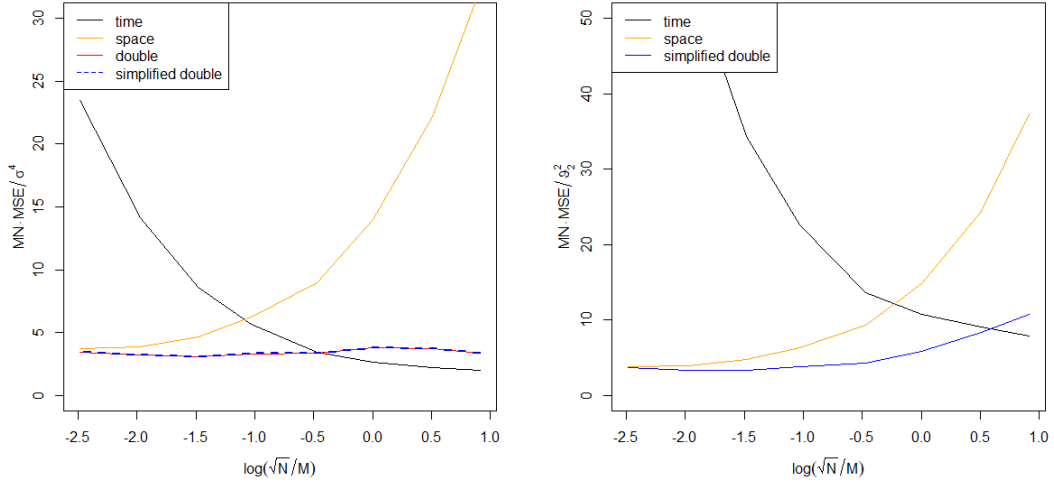 time
space
double
simplified double
MN·MSE/σ⁴
30
25
20
15
10
5
0
-2.5 -2.0 -1.5 -1.0 -0.5 0.0 0.5 1.0
log(√N/M)
time
space
simplified double
MN·MSE/ϑ₂²
50
40
30
20
10
0
-2.5 -2.0 -1.5 -1.0 -0.5 0.0 0.5 1.0
log(√N/M)